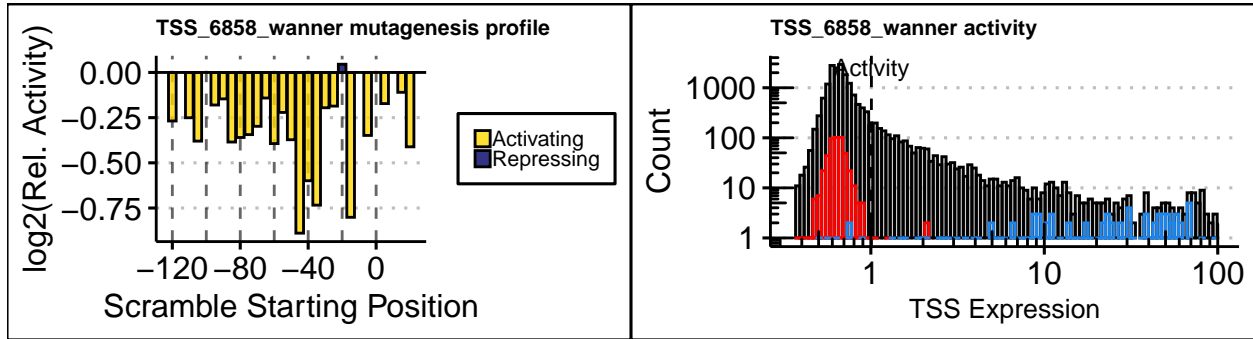 TSS_6858_wanner mutagenesis profile
log2(Rel. Activity)
0.00
−0.25
−0.50
−0.75
−120
−80
−40
0
Scramble Starting Position
Activating
Repressing
TSS_6858_wanner activity
Activity
Count
1000
100
10
1
1
10
100
TSS Expression